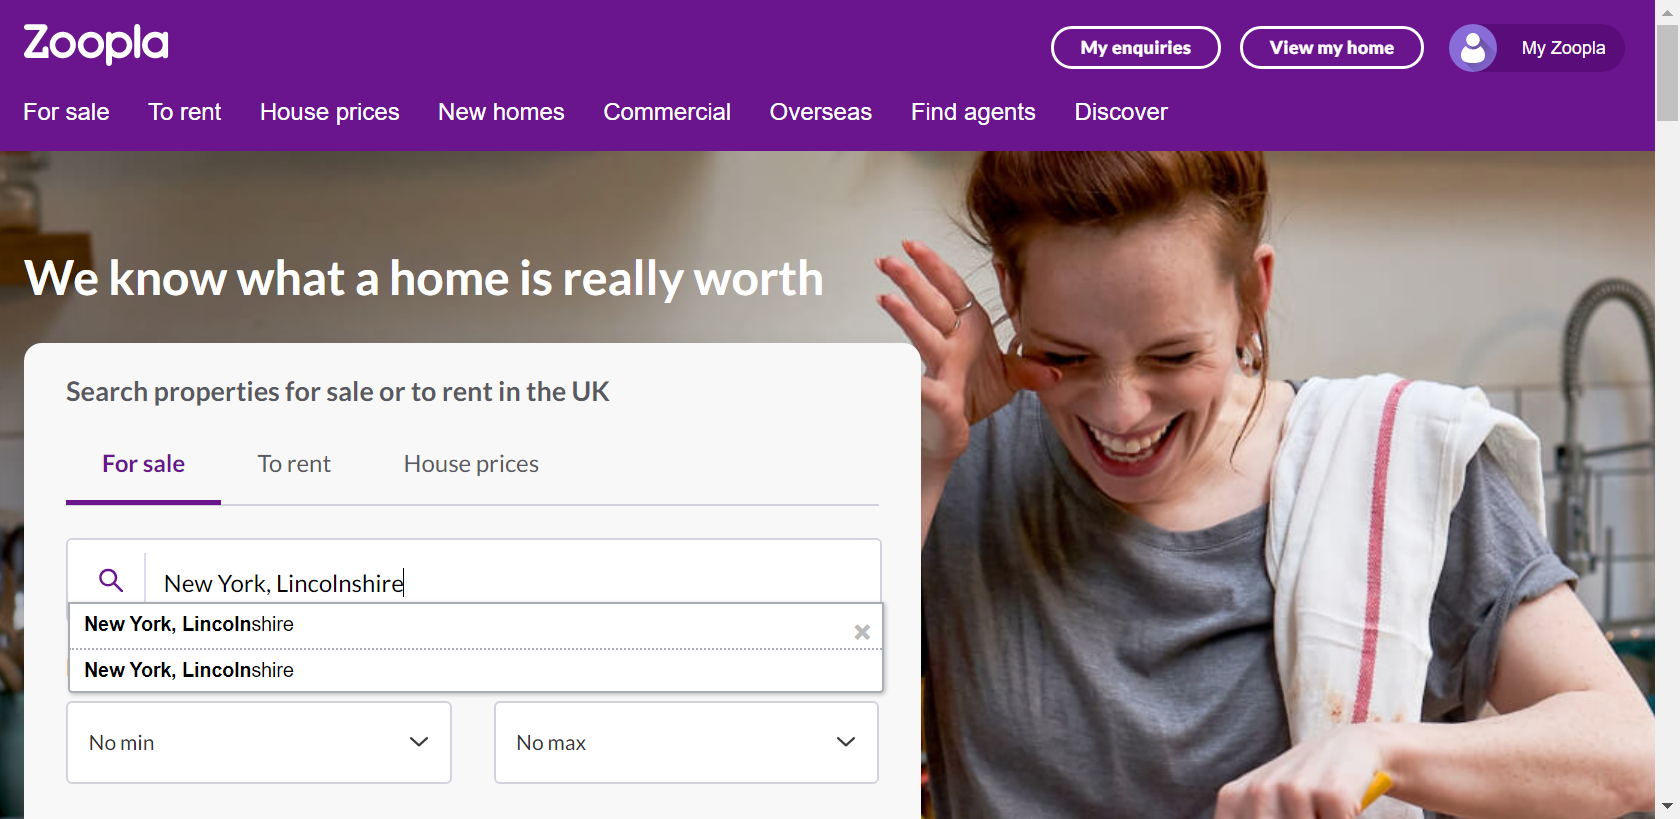 Zoopla
My enquiries
View my home
My Zoopla
For sale
To rent
House prices
New homes
Commercial
Overseas
Find agents
Discover
We know what a home is really worth
Search properties for sale or to rent in the UK
For sale
To rent
House prices
New York, Lincolnshire
New York, Lincolnshire
New York, Lincolnshire
No min
No max